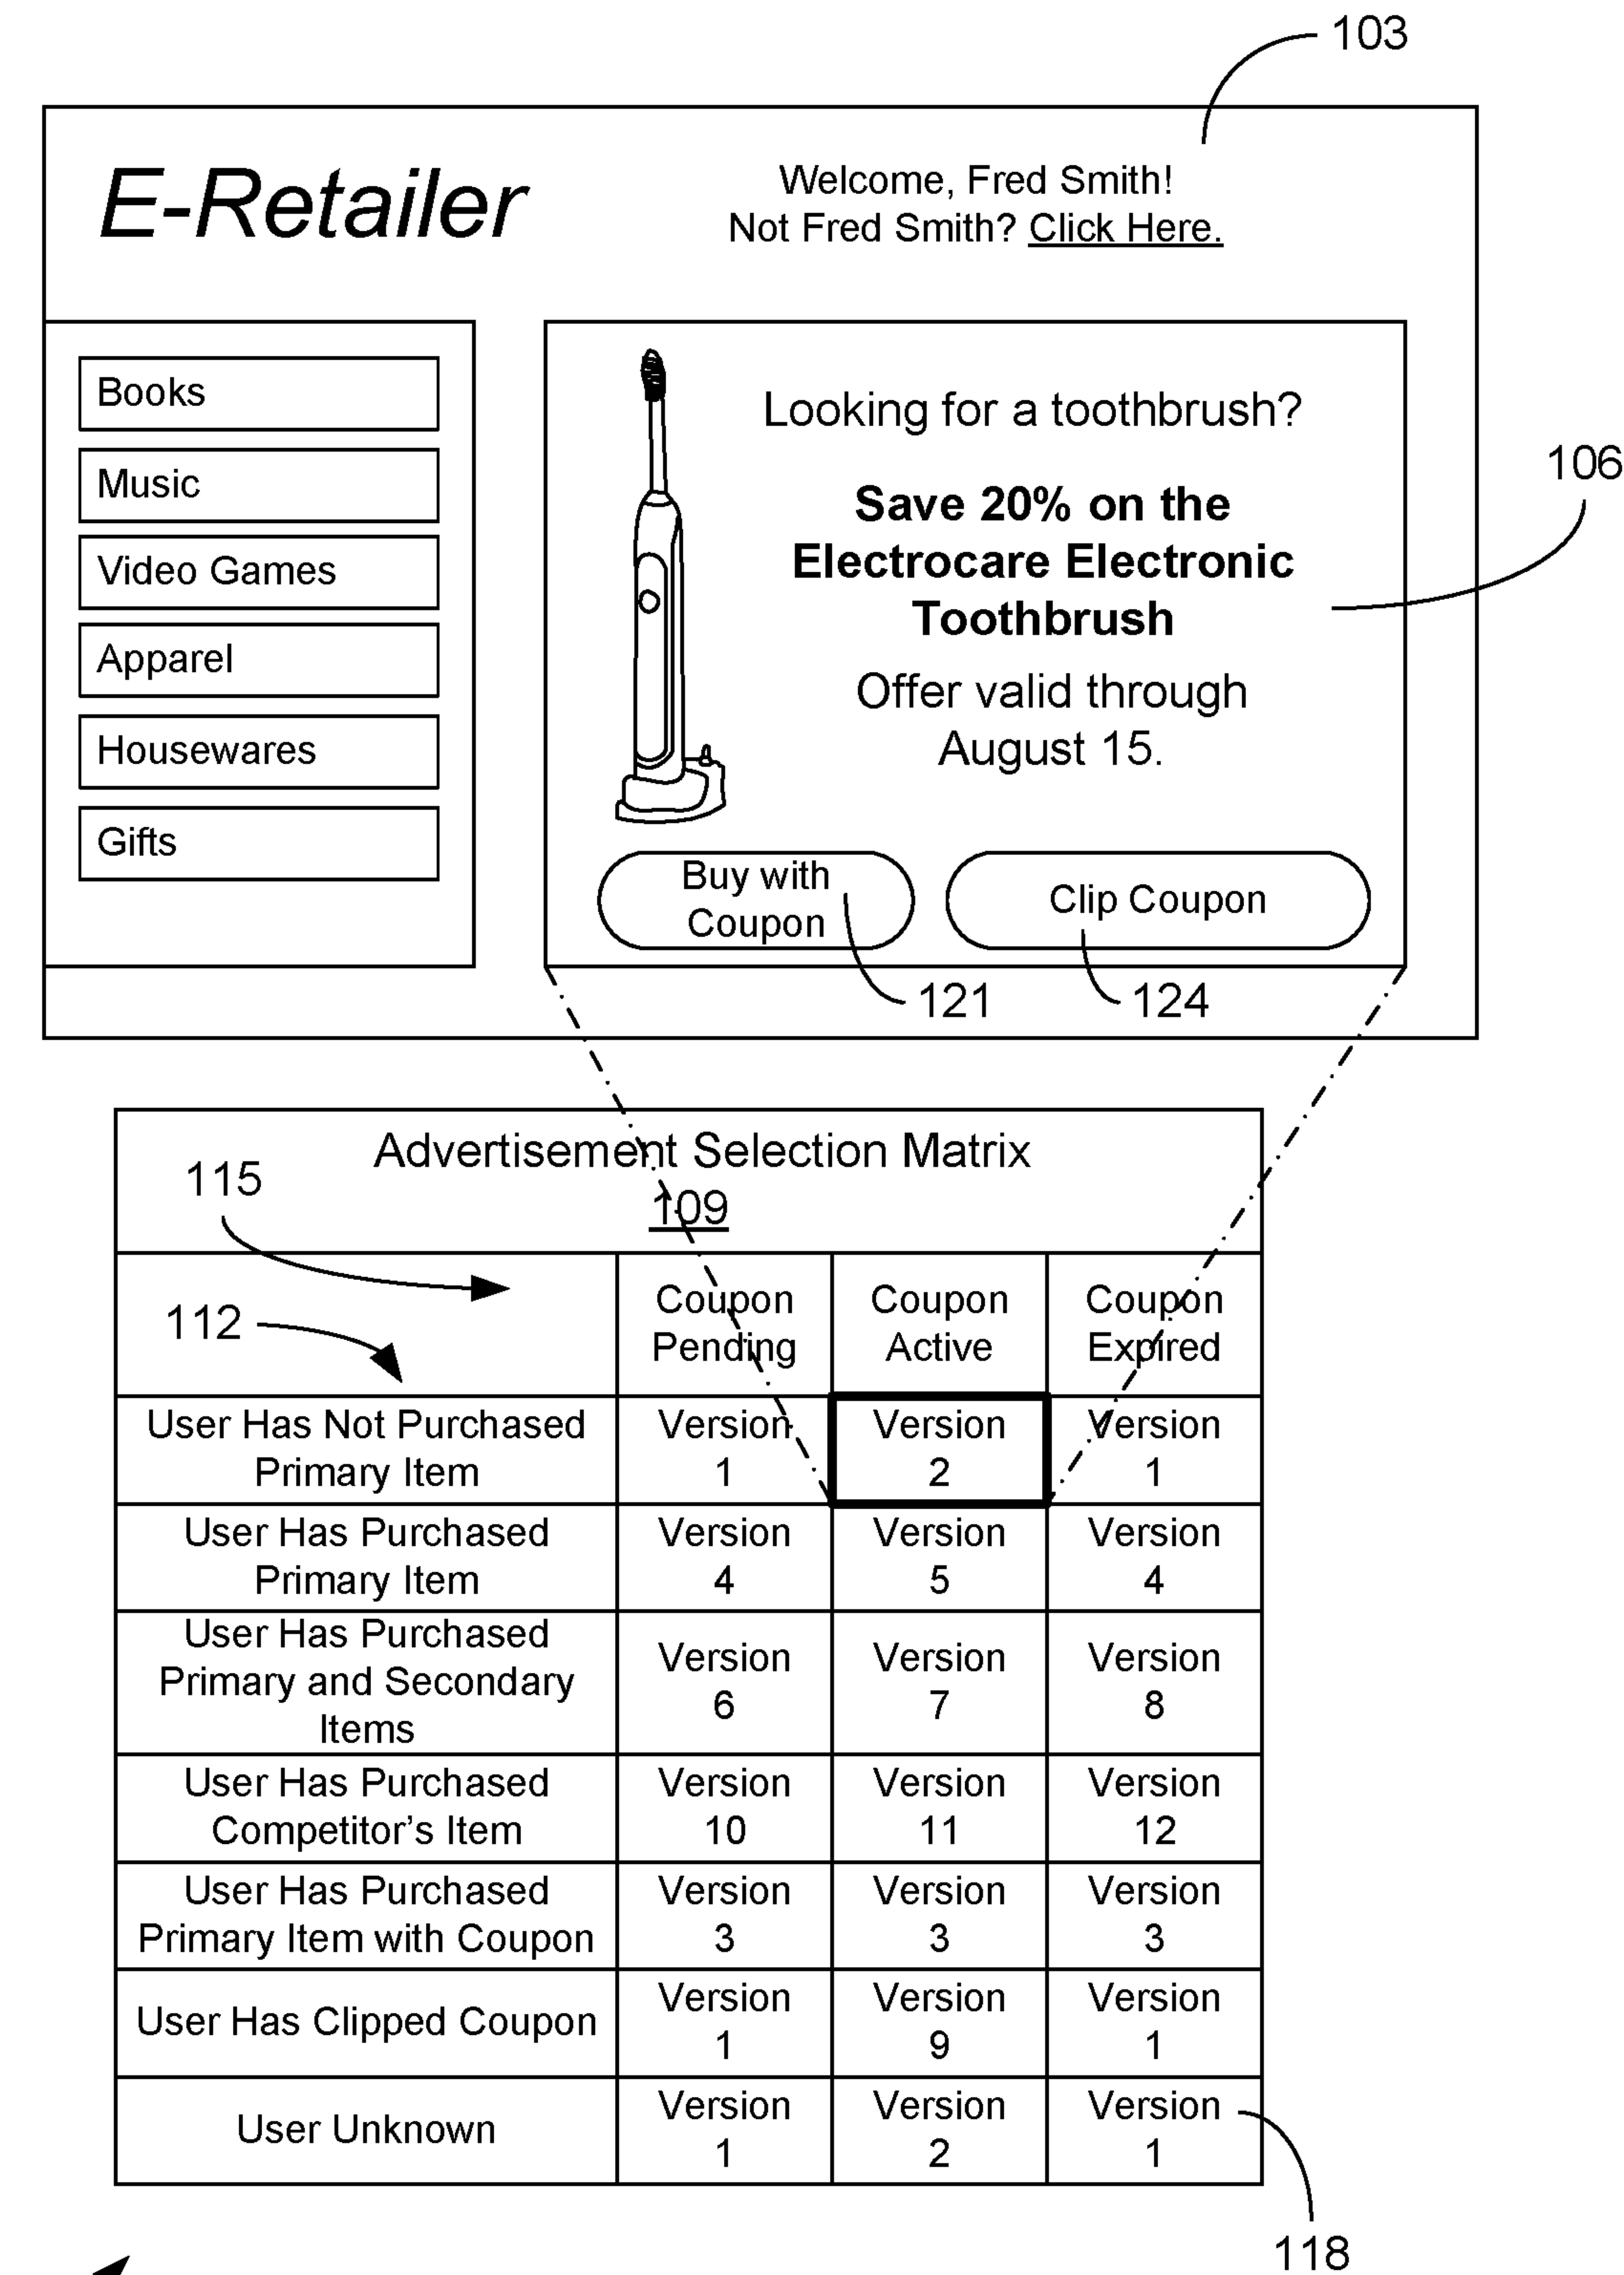 103
E-Retailer
Welcome, Fred Smith!
Not Fred Smith? Click Here.
Books
Music
Video Games
Apparel
Housewares
Gifts
Looking for a toothbrush?
Save 20% on the
Electrocare Electronic
Toothbrush
Offer valid through
August 15.
106
Buy with
Coupon
Clip Coupon
121
124
Advertisement Selection Matrix
109
115
112
Coupon
Pending
Coupon
Active
Coupon
Expired
User Has Not Purchased
Primary Item
Version
1
Version
2
Version
1
User Has Purchased
Primary Item
Version
4
Version
5
Version
4
User Has Purchased
Primary and Secondary
Items
Version
6
Version
7
Version
8
User Has Purchased
Competitor's Item
Version
10
Version
11
Version
12
User Has Purchased
Primary Item with Coupon
Version
3
Version
3
Version
3
User Has Clipped Coupon
Version
1
Version
9
Version
1
User Unknown
Version
1
Version
2
Version
1
118